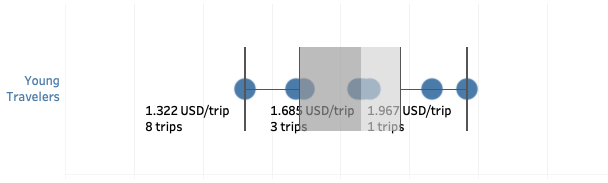 Young
Travelers
1.322 USD/trip
8 trips
1.685 USD/trip
3 trips
1.967 USD/trip
1 trips